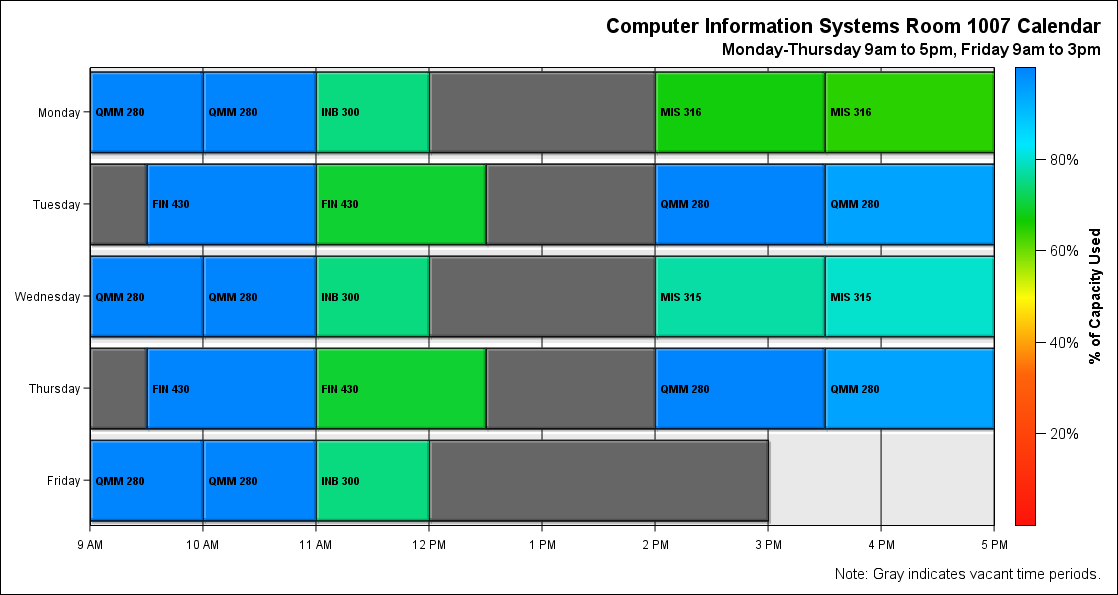 Computer Information Systems Room 1007 Calendar
Monday-Thursday 9am to 5pm, Friday 9am to 3pm
Monday QMM 280 QMM 280 INB 300 MIS 316 MIS 316
Tuesday FIN 430 FIN 430 QMM 280 QMM 280
Wednesday QMM 280 QMM 280 INB 300 MIS 315 MIS 315
Thursday FIN 430 FIN 430 QMM 280 QMM 280
Friday QMM 280 QMM 280 INB 300
9 AM 10 AM 11 AM 12 PM 1 PM 2 PM 3 PM 4 PM 5 PM
80%
60%
40%
20%
% of Capacity Used
Note: Gray indicates vacant time periods.